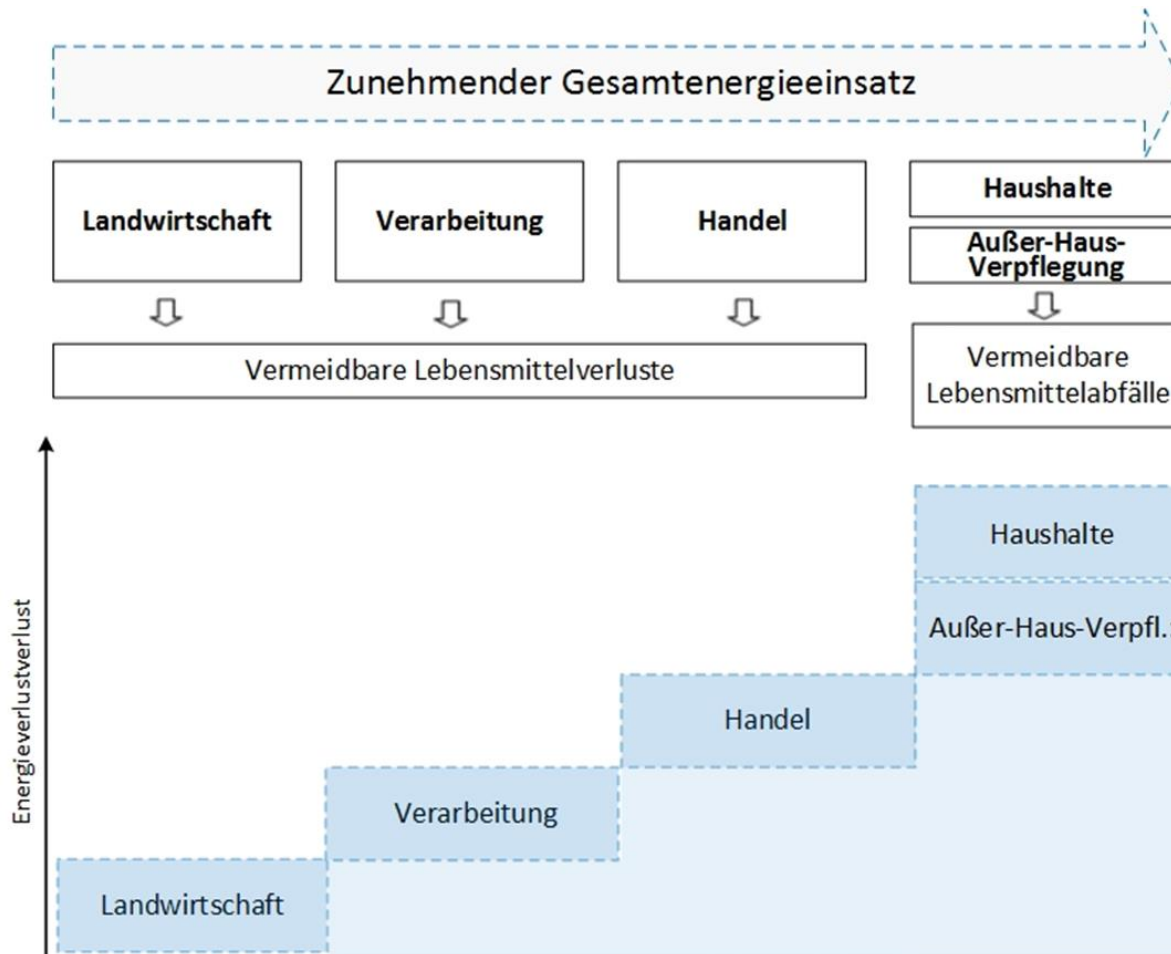 Zunehmender Gesamtenergieeinsatz
Landwirtschaft
Verarbeitung
Handel
Haushalte
Außer-Haus-
Verpflegung
Vermeidbare Lebensmittelverluste
Vermeidbare
Lebensmittelabfälle
Energieverlustverlust
Haushalte
Außer-Haus-Verpfl.
Handel
Verarbeitung
Landwirtschaft